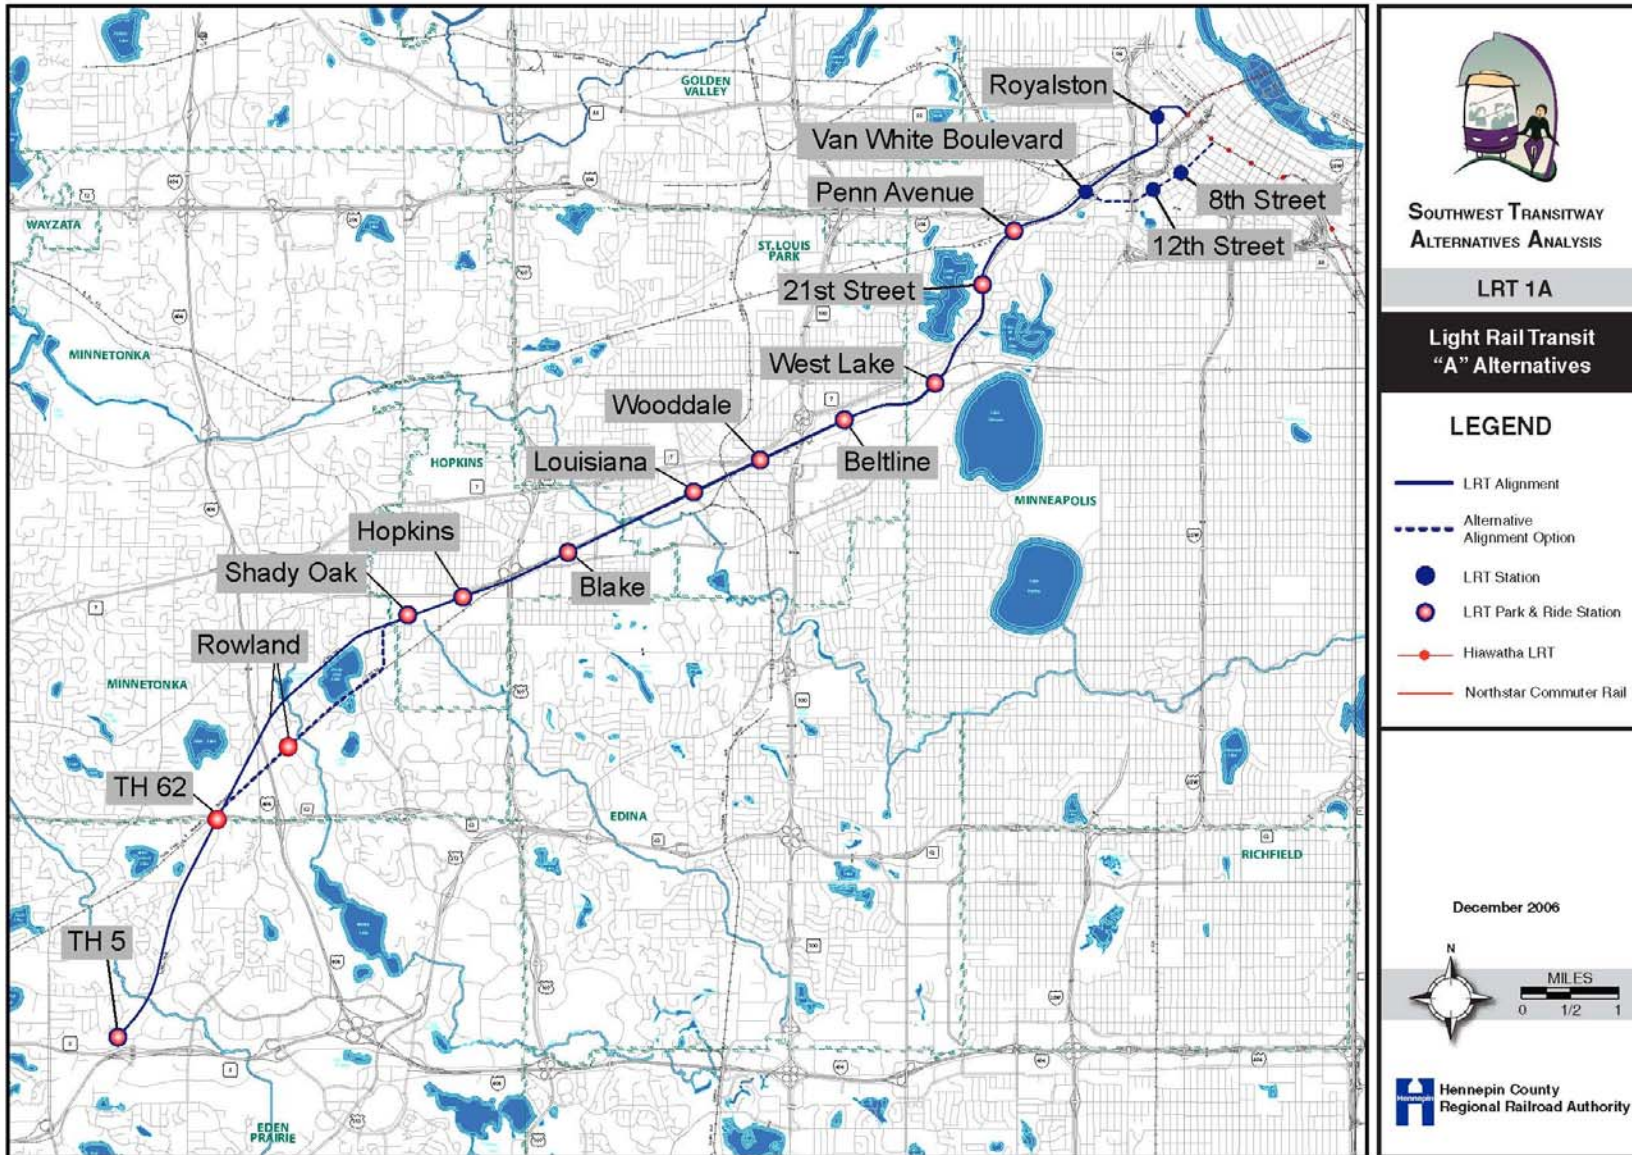 GOLDEN
VALLEY
Royalston
Van White Boulevard
Penn Avenue
8th Street
WAYZATA
ST.LOUIS
PARK
12th Street
21st Street
MINNETONKA
West Lake
Wooddale
HOPKINS
Louisiana
Beltline
MINNEAPOLIS
Hopkins
Shady Oak
Blake
Rowland
MINNETONKA
TH 62
EDINA
RICHFIELD
TH 5
EDEN
PRAIRIE
SOUTHWEST TRANSITWAY
ALTERNATIVES ANALYSIS
LRT 1A
Light Rail Transit
“A” Alternatives
LEGEND
LRT Alignment
Alternative
Alignment Option
LRT Station
LRT Park & Ride Station
Hiawatha LRT
Northstar Commuter Rail
December 2006
N
MILES
0 1/2 1
Hennepin
Hennepin County
Regional Railroad Authority